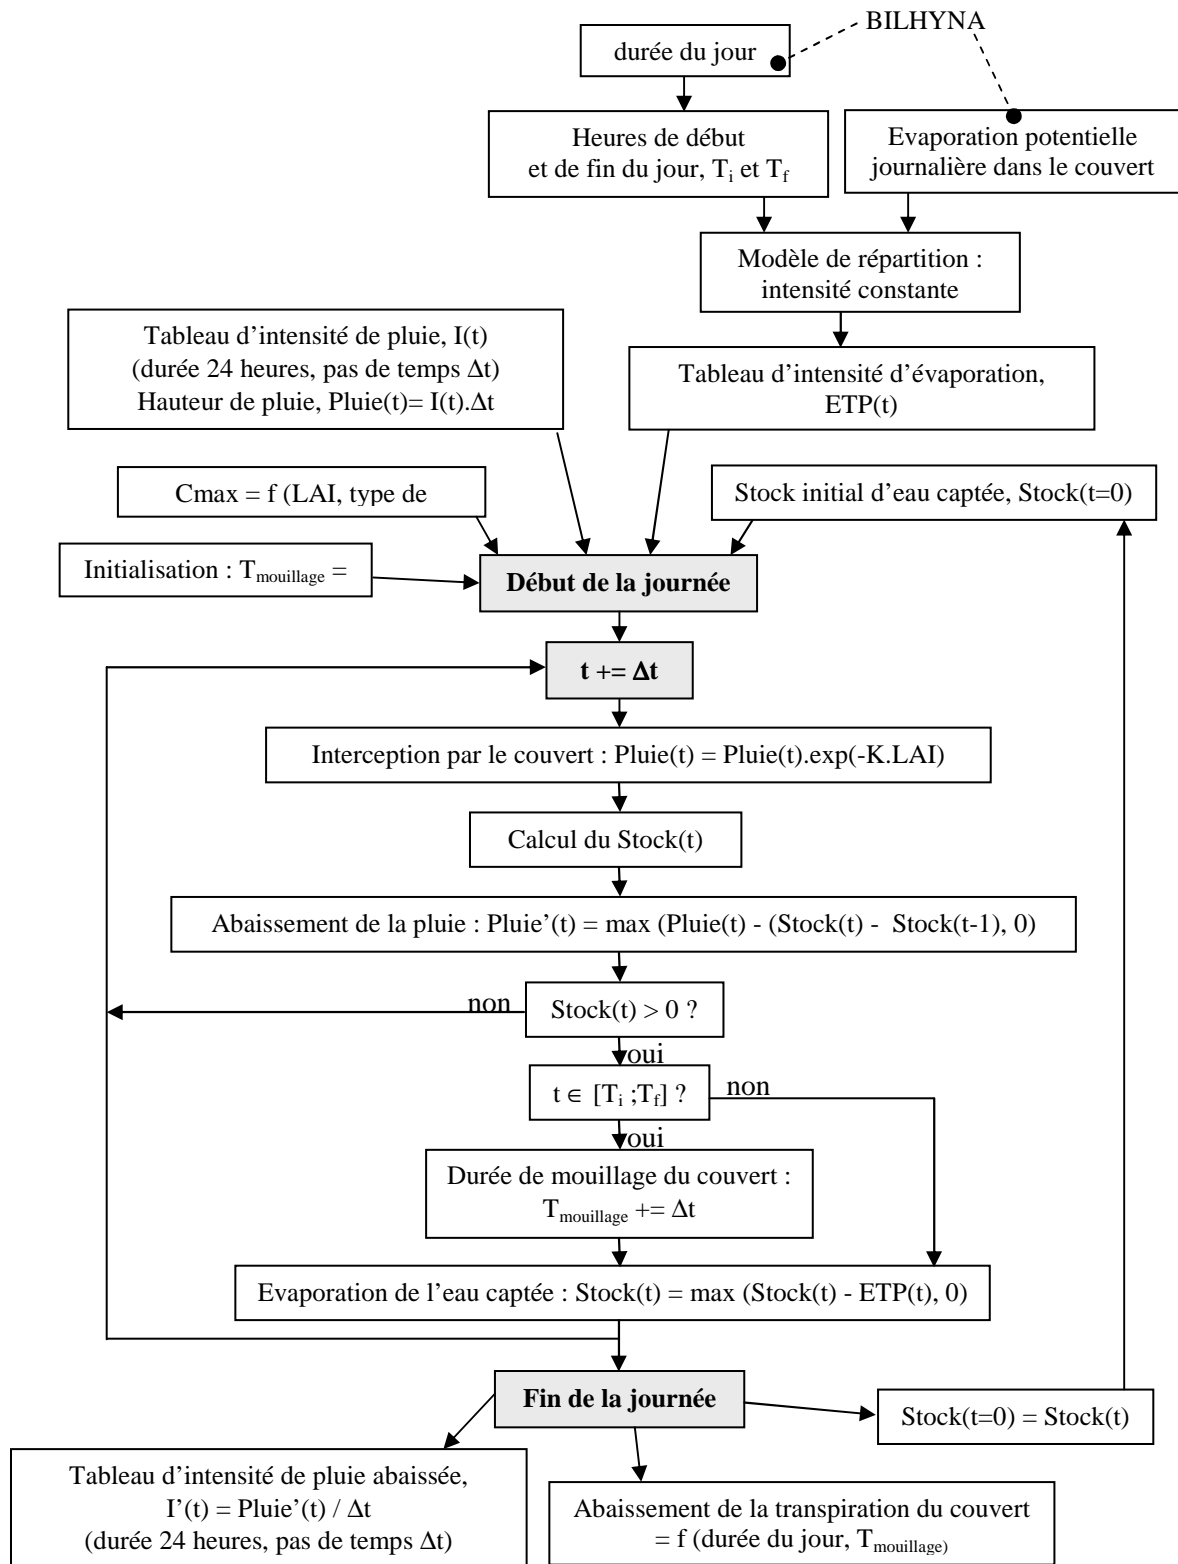 BILHYNA
durée du jour
Heures de début
et de fin du jour, Ti et Tf
Evaporation potentielle
journalière dans le couvert
Modèle de répartition :
intensité constante
Tableau d'intensité de pluie, I(t)
(durée 24 heures, pas de temps Δt)
Hauteur de pluie, Pluie(t)= I(t).Δt
Tableau d'intensité d'évaporation,
ETP(t)
Cmax = f (LAI, type de
Stock initial d'eau captée, Stock(t=0)
Initialisation : Tmouillage =
Début de la journée
t += Δt
Interception par le couvert : Pluie(t) = Pluie(t).exp(-K.LAI)
Calcul du Stock(t)
Abaissement de la pluie : Pluie’(t) = max (Pluie(t) - (Stock(t) - Stock(t-1), 0)
non
Stock(t) > 0 ?
oui
t ∈ [Ti ;Tf] ?
non
oui
Durée de mouillage du couvert :
Tmouillage += Δt
Evaporation de l’eau captée : Stock(t) = max (Stock(t) - ETP(t), 0)
Fin de la journée
Stock(t=0) = Stock(t)
Tableau d’intensité de pluie abaissée,
I’(t) = Pluie’(t) / Δt
(durée 24 heures, pas de temps Δt)
Abaissement de la transpiration du couvert
= f (durée du jour, Tmouillage)